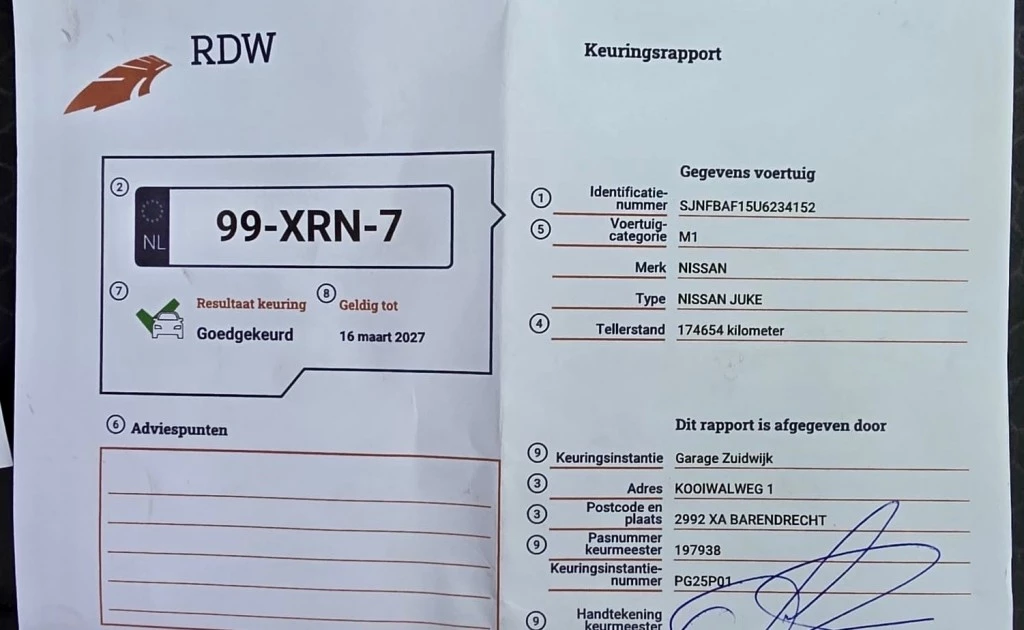 RDW
Keuringsrapport
2
NL
99-XRN-7
7
Resultaat keuring
Goedgekeurd
8
Geldig tot
16 maart 2027
6 Adviespunten
Gegevens voertuig
1 Identificatie-
nummer SJNFBAF15U6234152
5 Voertuig-
categorie M1
Merk NISSAN
Type NISSAN JUKE
4 Tellerstand 174654 kilometer
Dit rapport is afgegeven door
9 Keuringsinstantie Garage Zuidwijk
3 Adres KOOIWALWEG 1
3 Postcode en
plaats 2992 XA BARENDRECHT
9 Pasnummer
keurmeester 197938
Keuringsinstantie-
nummer PG25P01
9 Handtekening
keurmeester